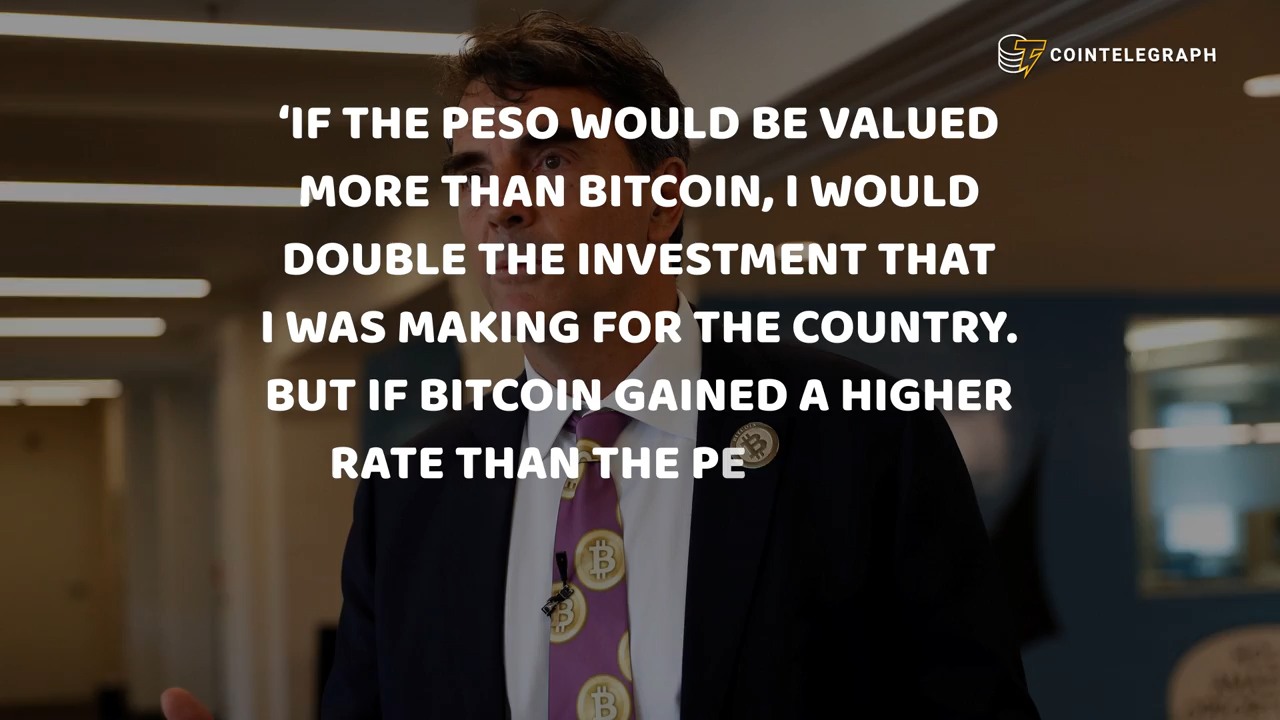 COINTELEGRAPH
‘IF THE PESO WOULD BE VALUED
MORE THAN BITCOIN, I WOULD
DOUBLE THE INVESTMENT THAT
I WAS MAKING FOR THE COUNTRY.
BUT IF BITCOIN GAINED A HIGHER
RATE THAN THE PE